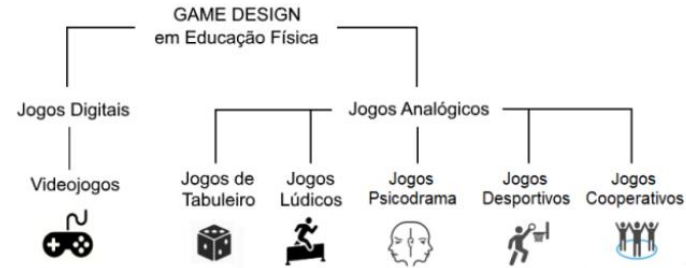 GAME DESIGN
em Educação Física
Jogos Digitais
Jogos Analógicos
Videojogos
Jogos de
Tabuleiro
Jogos
Lúdicos
Jogos
Psicodrama
Jogos
Desportivos
Jogos
Cooperativos